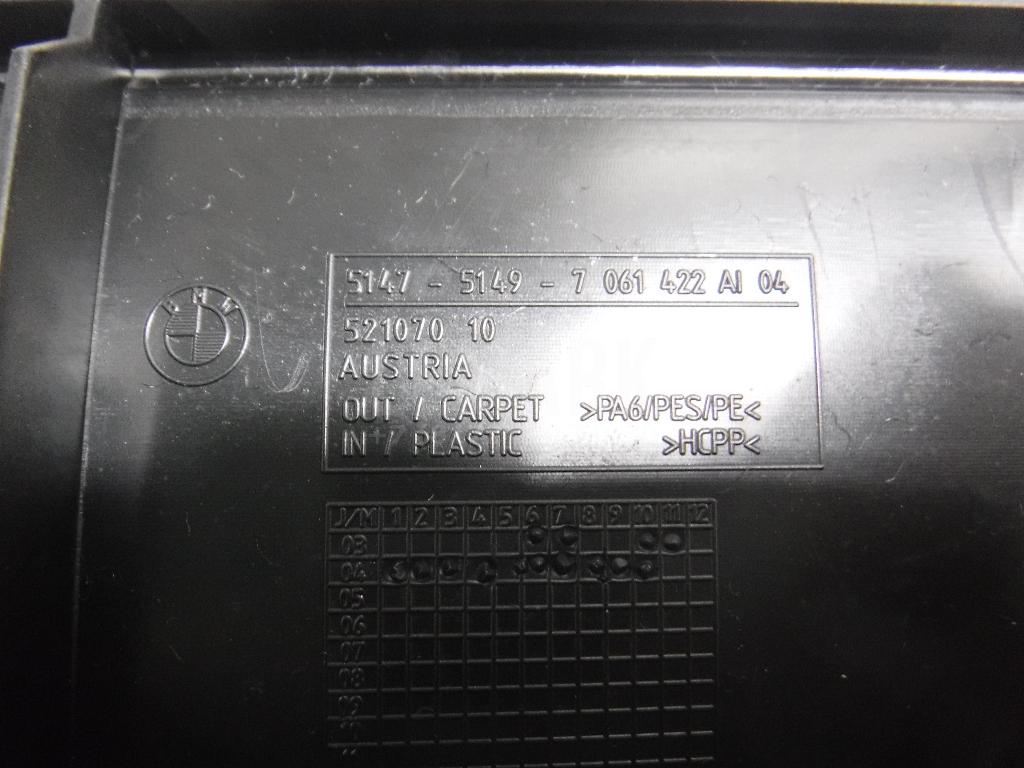 BMW
5147 - 5149 - 7 061 422 AI 04
521070 10
AUSTRIA
OUT / CARPET >PA6/PES/PE<
IN / PLASTIC >HCPP<
J/M 1 2 3 4 5 6 7 8 9 10 11 12
03
04
05
06
07
08
09